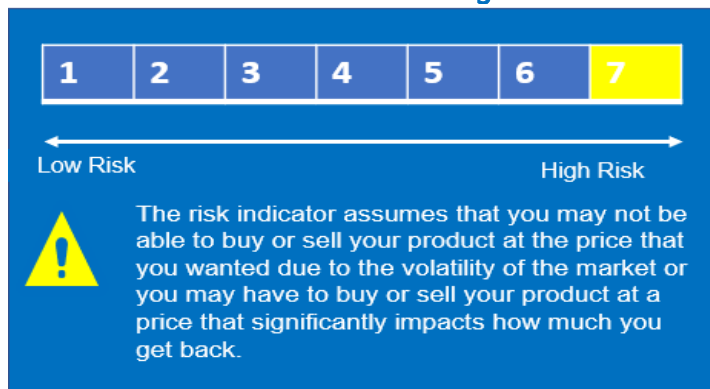 1 2 3 4 5 6 7
Low Risk High Risk
!
The risk indicator assumes that you may not be
able to buy or sell your product at the price that
you wanted due to the volatility of the market or
you may have to buy or sell your product at a
price that significantly impacts how much you
get back.